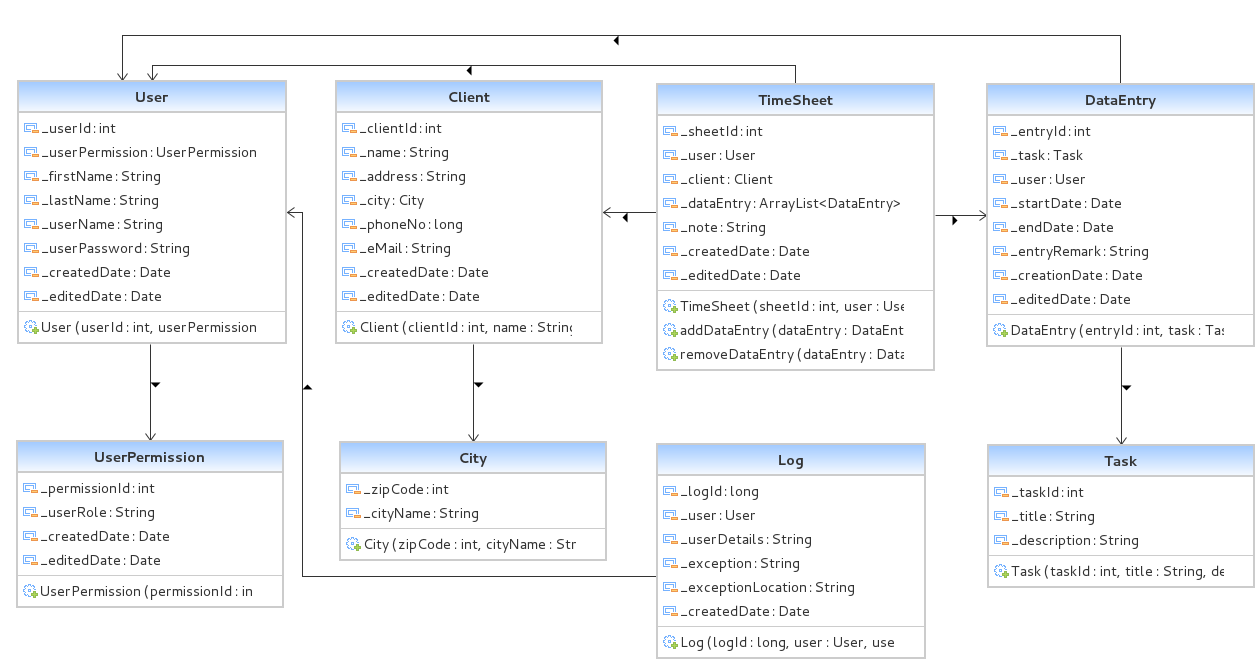 User
_userId : int
_userPermission : UserPermission
_firstName : String
_lastName : String
_userName : String
_userPassword : String
_createdDate : Date
_editedDate : Date
User (userId : int, userPermission
Client
_clientId : int
_name : String
_address : String
_city : City
_phoneNo : long
_eMail : String
_createdDate : Date
_editedDate : Date
Client (clientId : int, name : String
TimeSheet
_sheetId : int
_user : User
_client : Client
_dataEntry : ArrayList<DataEntry>
_note : String
_createdDate : Date
_editedDate : Date
TimeSheet (sheetId : int, user : Use
addDataEntry (dataEntry : DataEnt
removeDataEntry (dataEntry : Data
DataEntry
_entryId : int
_task : Task
_user : User
_startDate : Date
_endDate : Date
_entryRemark : String
_creationDate : Date
_editedDate : Date
DataEntry (entryId : int, task : Tas
UserPermission
_permissionId : int
_userRole : String
_createdDate : Date
_editedDate : Date
UserPermission (permissionId : in
City
_zipCode : int
_cityName : String
City (zipCode : int, cityName : Str
Log
_logId : long
_user : User
_userDetails : String
_exception : String
_exceptionLocation : String
_createdDate : Date
Log (logId : long, user : User, use
Task
_taskId : int
_title : String
_description : String
Task (taskId : int, title : String, de